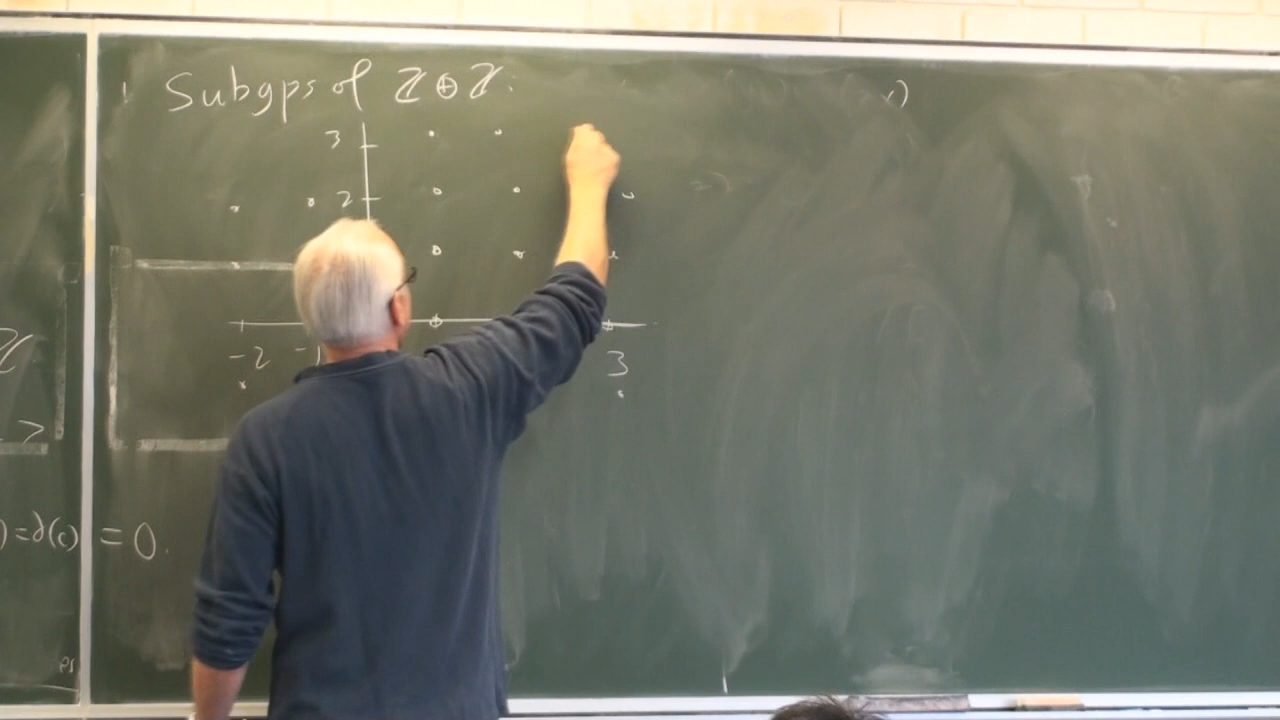 Subgps of ℤ ⊕ ℤ.
3
2
-2 -1
3
)=∂(c) = 0.